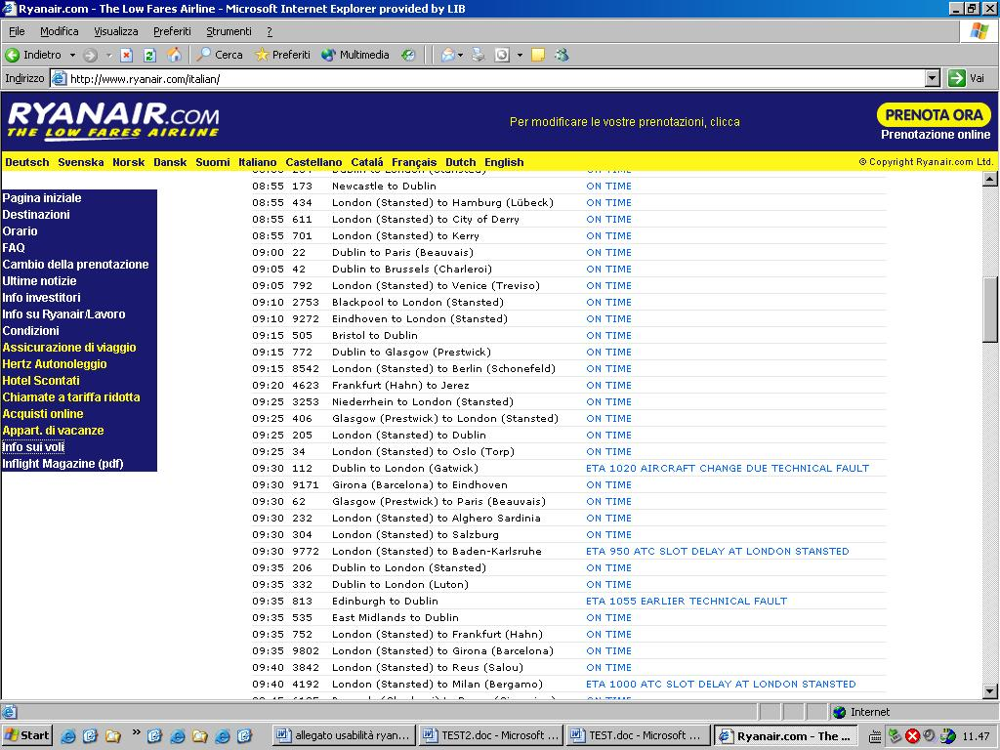 Ryanair.com - The Low Fares Airline - Microsoft Internet Explorer provided by LIB
File Modifica Visualizza Preferiti Strumenti ?
Indietro Cerca Preferiti Multimedia
Indirizzo http://www.ryanair.com/italian/ Vai
RYANAIR.COM
THE LOW FARES AIRLINE
Per modificare le vostre prenotazioni, clicca
PRENOTA ORA
Prenotazione online
Deutsch Svenska Norsk Dansk Suomi Italiano Castellano Catalá Français Dutch English
© Copyright Ryanair.com Ltd.
Pagina iniziale
Destinazioni
Orario
FAQ
Cambio della prenotazione
Ultime notizie
Info investitori
Info su Ryanair/Lavoro
Condizioni
Assicurazione di viaggio
Hertz Autonoleggio
Hotel Scontati
Chiamate a tariffa ridotta
Acquisti online
Appart. di vacanze
Info sui voli
Inflight Magazine (pdf)
Dublin to London (Stansted) ON TIME
08:55 173 Newcastle to Dublin ON TIME
08:55 434 London (Stansted) to Hamburg (Lübeck) ON TIME
08:55 611 London (Stansted) to City of Derry ON TIME
08:55 701 London (Stansted) to Kerry ON TIME
09:00 22 Dublin to Paris (Beauvais) ON TIME
09:05 42 Dublin to Brussels (Charleroi) ON TIME
09:05 792 London (Stansted) to Venice (Treviso) ON TIME
09:10 2753 Blackpool to London (Stansted) ON TIME
09:10 9272 Eindhoven to London (Stansted) ON TIME
09:15 505 Bristol to Dublin ON TIME
09:15 772 Dublin to Glasgow (Prestwick) ON TIME
09:15 8542 London (Stansted) to Berlin (Schonefeld) ON TIME
09:20 4623 Frankfurt (Hahn) to Jerez ON TIME
09:25 3253 Niederrhein to London (Stansted) ON TIME
09:25 406 Glasgow (Prestwick) to London (Stansted) ON TIME
09:25 205 London (Stansted) to Dublin ON TIME
09:25 34 London (Stansted) to Oslo (Torp) ON TIME
09:30 112 Dublin to London (Gatwick) ETA 1020 AIRCRAFT CHANGE DUE TECHNICAL FAULT
09:30 9171 Girona (Barcelona) to Eindhoven ON TIME
09:30 62 Glasgow (Prestwick) to Paris (Beauvais) ON TIME
09:30 232 London (Stansted) to Alghero Sardinia ON TIME
09:30 304 London (Stansted) to Salzburg ON TIME
09:30 9772 London (Stansted) to Baden-Karlsruhe ETA 950 ATC SLOT DELAY AT LONDON STANSTED
09:35 206 Dublin to London (Stansted) ON TIME
09:35 332 Dublin to London (Luton) ON TIME
09:35 813 Edinburgh to Dublin ETA 1055 EARLIER TECHNICAL FAULT
09:35 535 East Midlands to Dublin ON TIME
09:35 752 London (Stansted) to Frankfurt (Hahn) ON TIME
09:35 9802 London (Stansted) to Girona (Barcelona) ON TIME
09:40 3842 London (Stansted) to Reus (Salou) ON TIME
09:40 4192 London (Stansted) to Milan (Bergamo) ETA 1000 ATC SLOT DELAY AT LONDON STANSTED
09:45 ON TIME
Internet
Start » allegato usabilità ryan... TEST2.doc - Microsoft ... TEST.doc - Microsoft ... Ryanair.com - The ... 11.47